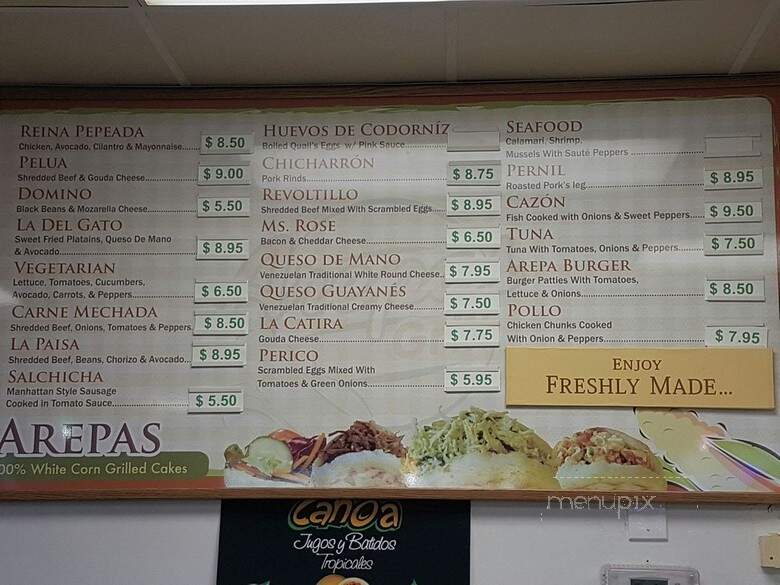 REINA PEPEADA
Chicken, Avocado, Cilantro & Mayonnaise....... $ 8.50
PELUA
Shredded Beef & Gouda Cheese.................... $ 9.00
DOMINO
Black Beans & Mozarella Cheese................... $ 5.50
LA DEL GATO
Sweet Fried Platains, Queso De Mano
& Avocado.......................................... $ 8.95
VEGETARIAN
Lettuce, Tomatoes, Cucumbers,
Avocado, Carrots, & Peppers...................... $ 6.50
CARNE MECHADA
Shredded Beef, Onions, Tomatoes & Peppers. $ 8.50
LA PAISA
Shredded Beef, Beans, Chorizo & Avocado... $ 8.95
SALCHICHA
Manhattan Style Sausage
Cooked in Tomato Sauce.......................... $ 5.50
HUEVOS DE CODORNÍZ
Boiled Quail's Eggs w/ Pink Sauce................
CHICHARRÓN
Pork Rinds.......................................... $ 8.75
REVOLTILLO
Shredded Beef Mixed With Scrambled Eggs... $ 8.95
MS. ROSE
Bacon & Cheddar Cheese.......................... $ 6.50
QUESO DE MANO
Venezuelan Traditional White Round Cheese.. $ 7.95
QUESO GUAYANÉS
Venezuelan Traditional Creamy Cheese........ $ 7.50
LA CATIRA
Gouda Cheese...................................... $ 7.75
PERICO
Scrambled Eggs Mixed With
Tomatoes & Green Onions........................ $ 5.95
SEAFOOD
Calamari, Shrimp,
Mussels With Sauté Peppers ....................
PERNIL
Roasted Pork's leg................................. $ 8.95
CAZÓN
Fish Cooked with Onions & Sweet Peppers.... $ 9.50
TUNA
Tuna With Tomatoes, Onions & Peppers........ $ 7.50
AREPA BURGER
Burger Patties With Tomatoes,
Lettuce & Onions................................... $ 8.50
POLLO
Chicken Chunks Cooked
With Onion & Peppers............................. $ 7.95
ENJOY
FRESHLY MADE...
AREPAS
00% White Corn Grilled Cakes
menupix
Canoa
Jugos y Batidos
Tropicales